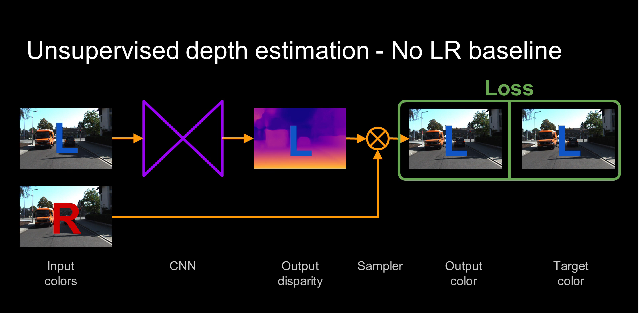 Unsupervised depth estimation - No LR baseline
Loss
L
L
L
L
R
Input
colors
CNN
Output
disparity
Sampler
Output
color
Target
color